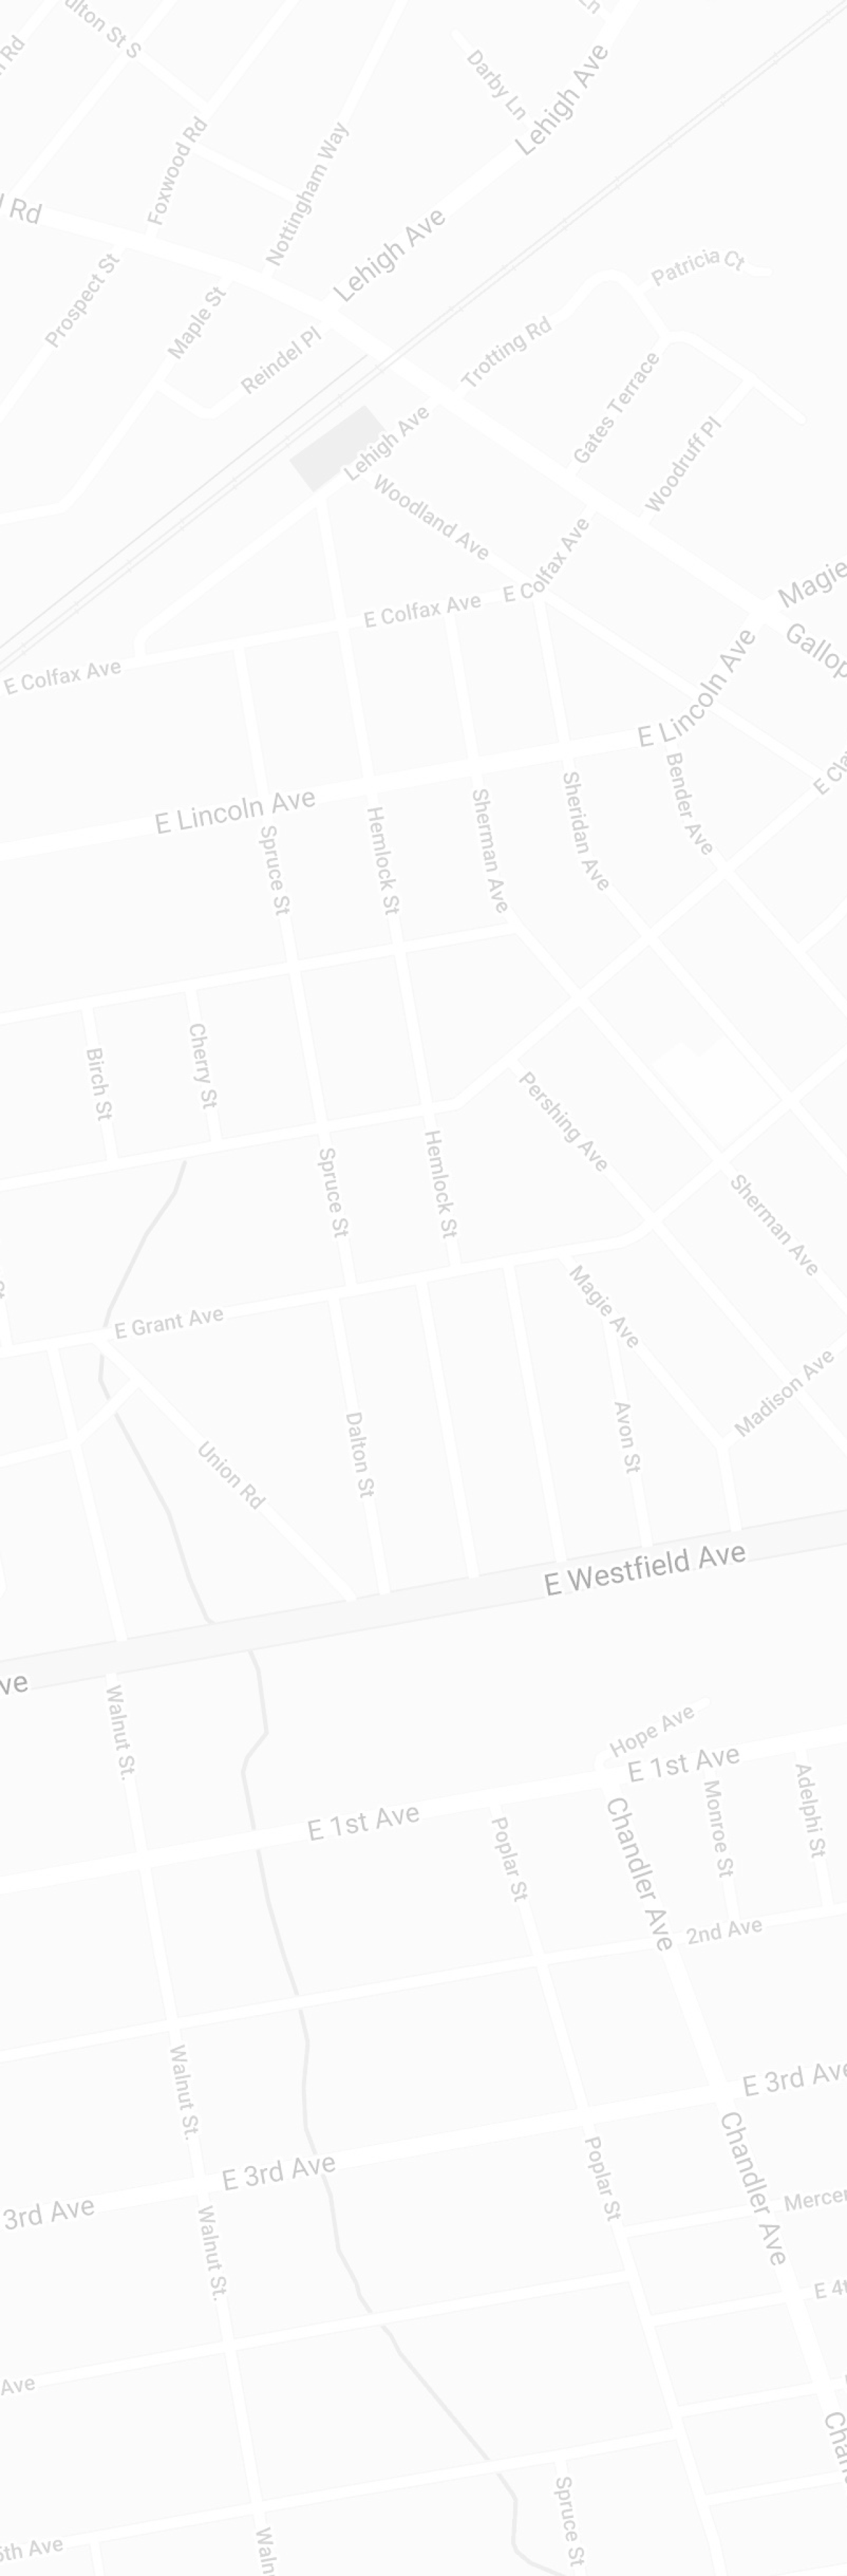 Darby Ln
Lehigh Ave
Foxwood Rd
Nottingham Way
Rd
Lehigh Ave
Prospect St
Maple St
Reindel Pl
Patricia Ct
Trotting Rd
Gates Terrace
Lehigh Ave
Woodruff Pl
Woodland Ave
E Colfax Ave
E Colfax Ave
E Colfax Ave
Magie
Gallop
E Lincoln Ave
E Lincoln Ave
Bender Ave
Spruce St
Hemlock St
Sherman Ave
Sheridan Ave
Birch St
Cherry St
Pershing Ave
Spruce St
Hemlock St
Sherman Ave
E Grant Ave
Magie Ave
Madison Ave
Union Rd
Dalton St
Avon St
E Westfield Ave
Walnut St.
Hope Ave
E 1st Ave
E 1st Ave
Poplar St
Chandler Ave
Monroe St
Adelphi St
2nd Ave
Walnut St.
E 3rd Ave
E 3rd Ave
3rd Ave
Poplar St
Chandler Ave
Walnut St.
Ave
Spruce St
5th Ave